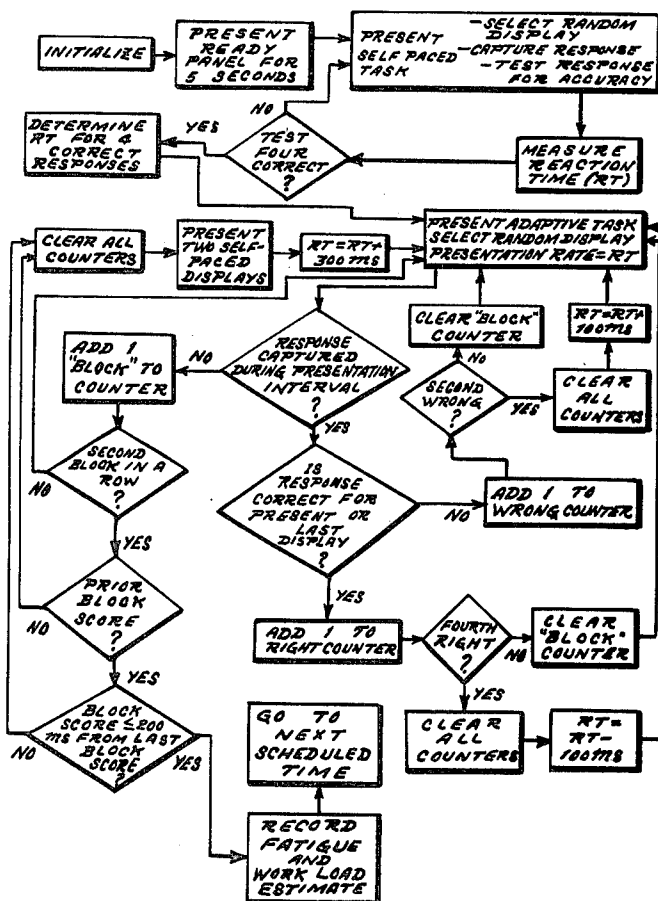 INITIALIZE
PRESENT
READY
PANEL FOR
5 SECONDS
PRESENT
SELF PACED
TASK
-SELECT RANDOM
DISPLAY
-CAPTURE RESPONSE
-TEST RESPONSE
FOR ACCURACY
NO
YES
TEST
FOUR
CORRECT
?
DETERMINE
RT FOR 4
CORRECT
RESPONSES
MEASURE
REACTION
TIME (RT)
CLEAR ALL
COUNTERS
PRESENT
TWO SELF-
PACED
DISPLAYS
RT=RT+
300 MS
PRESENT ADAPTIVE TASK
SELECT RANDOM DISPLAY
PRESENTATION RATE=RT
ADD 1
"BLOCK" TO
COUNTER
NO
RESPONSE
CAPTURED
DURING PRESENTATION
INTERVAL
?
YES
CLEAR "BLOCK"
COUNTER
NO
RT=RT+
100MS
SECOND
WRONG
?
YES
CLEAR
ALL
COUNTERS
SECOND
BLOCK IN A
ROW
?
NO
YES
IS
RESPONSE
CORRECT FOR
PRESENT OR
LAST
DISPLAY
?
NO
YES
ADD 1 TO
WRONG COUNTER
PRIOR
BLOCK
SCORE
?
NO
YES
ADD 1 TO
RIGHT COUNTER
FOURTH
RIGHT
?
NO
YES
CLEAR
"BLOCK"
COUNTER
BLOCK
SCORE ≤200
MS FROM LAST
BLOCK
SCORE
?
NO
YES
GO TO
NEXT
SCHEDULED
TIME
CLEAR
ALL
COUNTERS
RT=
RT-
100MS
RECORD
FATIGUE
AND
WORK LOAD
ESTIMATE